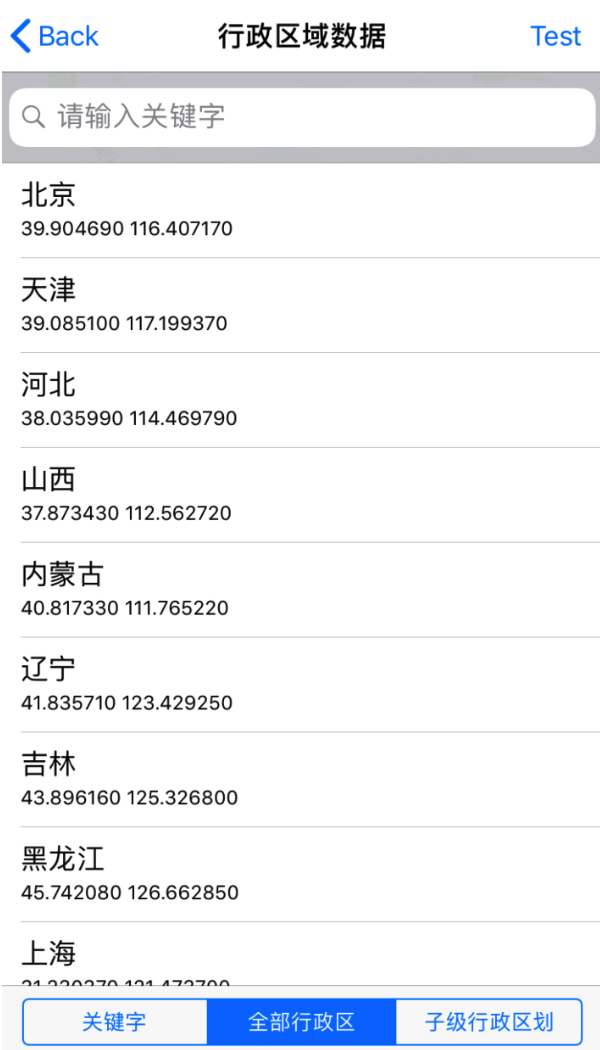 Back 行政区域数据 Test
请输入关键字
北京
39.904690 116.407170
天津
39.085100 117.199370
河北
38.035990 114.469790
山西
37.873430 112.562720
内蒙古
40.817330 111.765220
辽宁
41.835710 123.429250
吉林
43.896160 125.326800
黑龙江
45.742080 126.662850
上海
关键字 全部行政区 子级行政区划